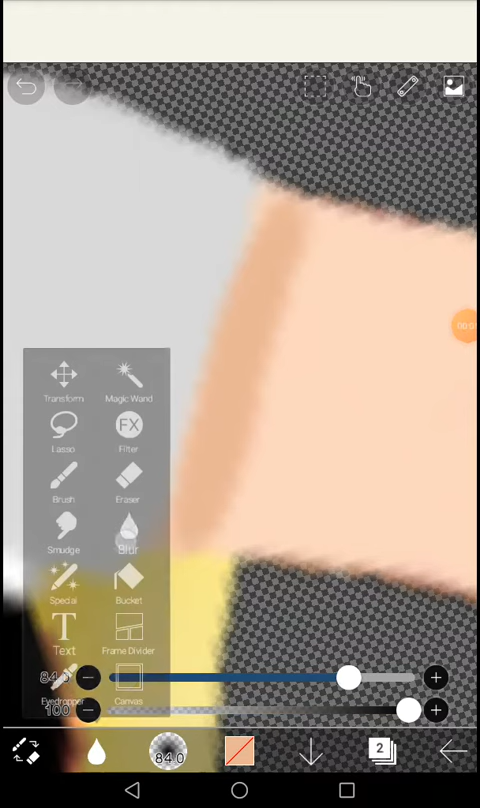 Transform Magic Wand
Lasso FX Filter
Brush Eraser
Smudge Blur
Special Bucket
T Text Frame Divider
84.0
Eyedropper Canvas
100
84.0 2